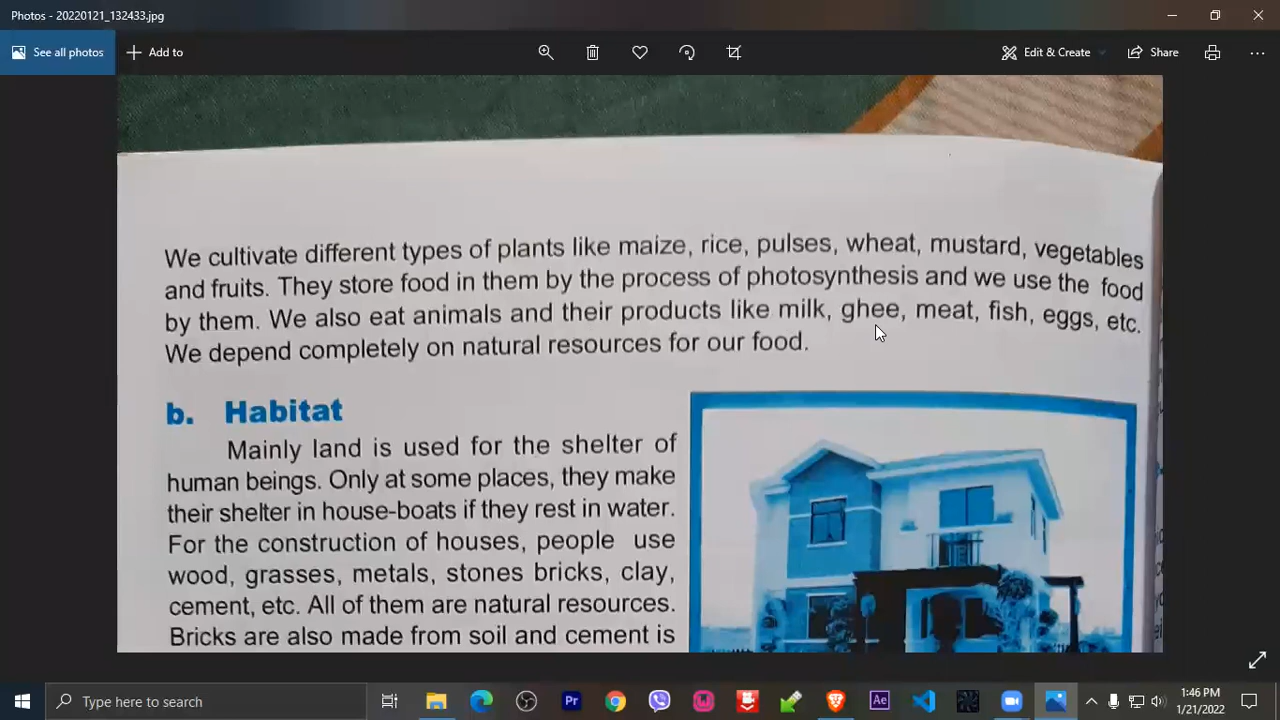 Photos - 20220121_132433.jpg
See all photos
Add to
Edit & Create
Share
We cultivate different types of plants like maize, rice, pulses, wheat, mustard, vegetables
and fruits. They store food in them by the process of photosynthesis and we use the food
by them. We also eat animals and their products like milk, ghee, meat, fish, eggs, etc.
We depend completely on natural resources for our food.
b. Habitat
Mainly land is used for the shelter of
human beings. Only at some places, they make
their shelter in house-boats if they rest in water.
For the construction of houses, people use
wood, grasses, metals, stones bricks, clay,
cement, etc. All of them are natural resources.
Bricks are also made from soil and cement is
Type here to search
Pr
Ae
1:46 PM
1/21/2022